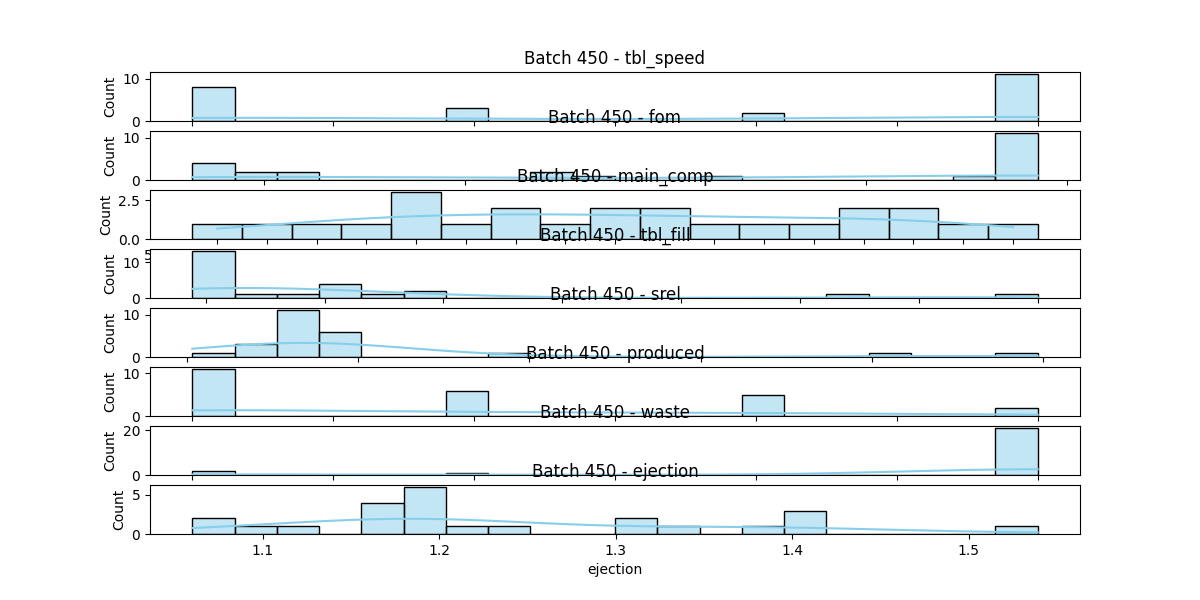 Batch 450 - tbl_speed
Count
10
0
Batch 450 - fom
Count
10
0
Batch 450 - main_comp
Count
2.5
0.0
Batch 450 - tbl_fill
Count
10
0
Batch 450 - srel
Count
10
0
Batch 450 - produced
Count
10
0
Batch 450 - waste
Count
20
0
Batch 450 - ejection
Count
5
0
1.1 1.2 1.3 1.4 1.5
ejection